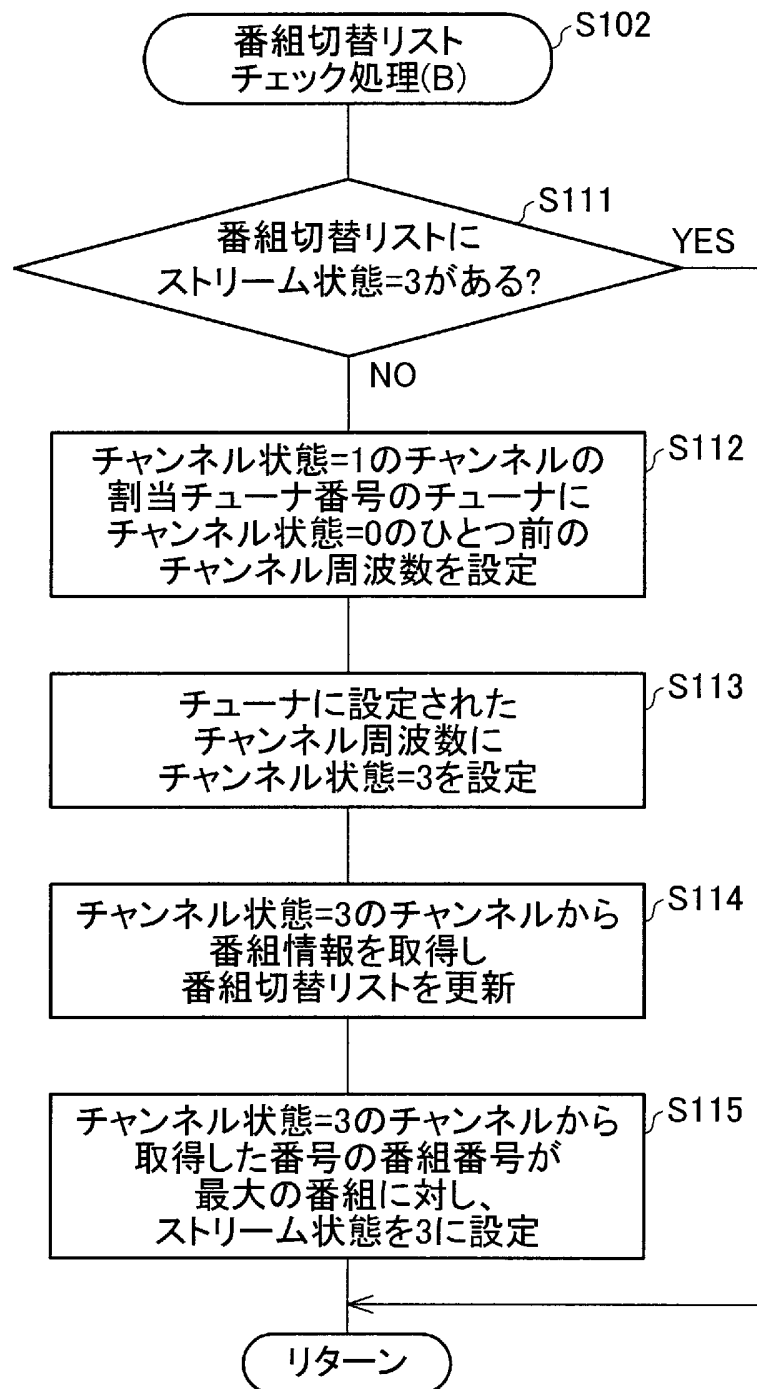 番組切替リスト
チェック処理(B)
S102
S111
番組切替リストに
ストリーム状態=3がある?
YES
NO
S112
チャンネル状態=1のチャンネルの
割当チューナ番号のチューナに
チャンネル状態=0のひとつ前の
チャンネル周波数を設定
S113
チューナに設定された
チャンネル周波数に
チャンネル状態=3を設定
S114
チャンネル状態=3のチャンネルから
番組情報を取得し
番組切替リストを更新
S115
チャンネル状態=3のチャンネルから
取得した番号の番組番号が
最大の番組に対し、
ストリーム状態を3に設定
リターン